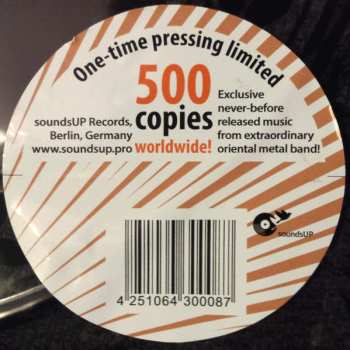 One-time pressing limited
500
copies
worldwide!
soundsUP Records,
Berlin, Germany
www.soundsup.pro
Exclusive
never-before
released music
from extraordinary
oriental metal band!
soundsUP
4 251064 300087